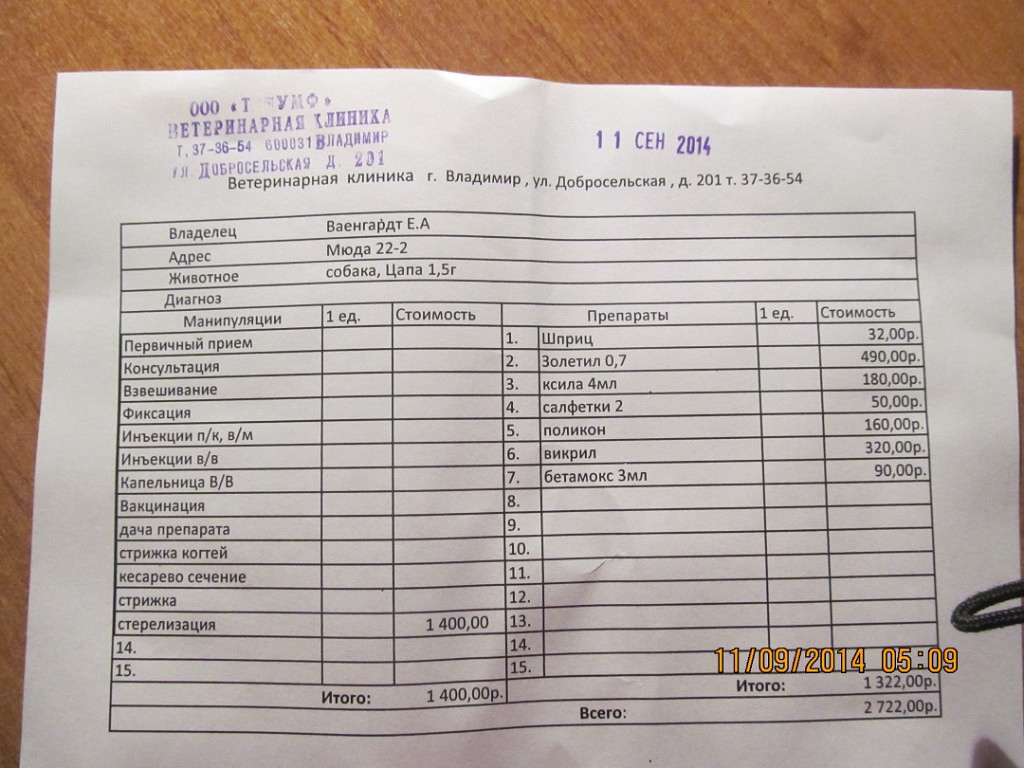 ООО «Т УМФ»
ВЕТЕРИНАРНАЯ КЛИНИКА
Т. 37-36-54 600031 ВЛАДИМИР
УЛ. ДОБРОСЕЛЬСКАЯ Д. 201
11 СЕН 2014
Ветеринарная клиника г. Владимир , ул. Добросельская , д. 201 т. 37-36-54
Владелец Ваенгардт Е.А
Адрес Мюда 22-2
Животное собака, Цапа 1,5г
Диагноз
Манипуляции 1 ед. Стоимость Препараты 1 ед. Стоимость
Первичный прием 1. Шприц 32,00р.
Консультация 2. Золетил 0,7 490,00р.
Взвешивание 3. ксила 4мл 180,00р.
Фиксация 4. салфетки 2 50,00р.
Инъекции п/к, в/м 5. поликон 160,00р.
Инъекции в/в 6. викрил 320,00р.
Капельница В/В 7. бетамокс 3мл 90,00р.
Вакцинация 8.
дача препарата 9.
стрижка когтей 10.
кесарево сечение 11.
стрижка 12.
стерелизация 1 400,00 13.
14. 14.
15. 15.
Итого: 1 400,00р. Итого: 1 322,00р.
Всего: 2 722,00р.
11/09/2014 05:09